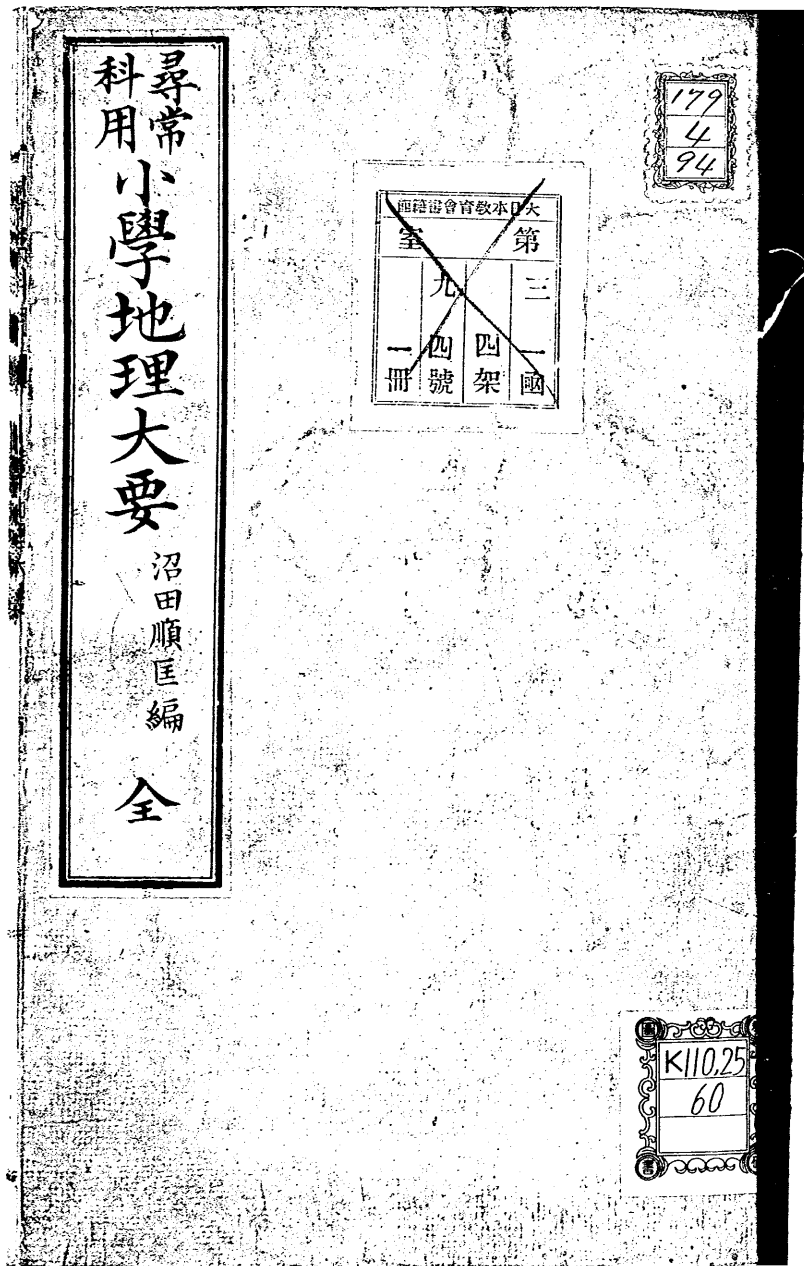 尋常
科用
小學地理大要
沼田順匡編
全
大日本教育會書籍館
第室
三一國
四架
九四號
一冊
179
4
94
K110.25
60
書